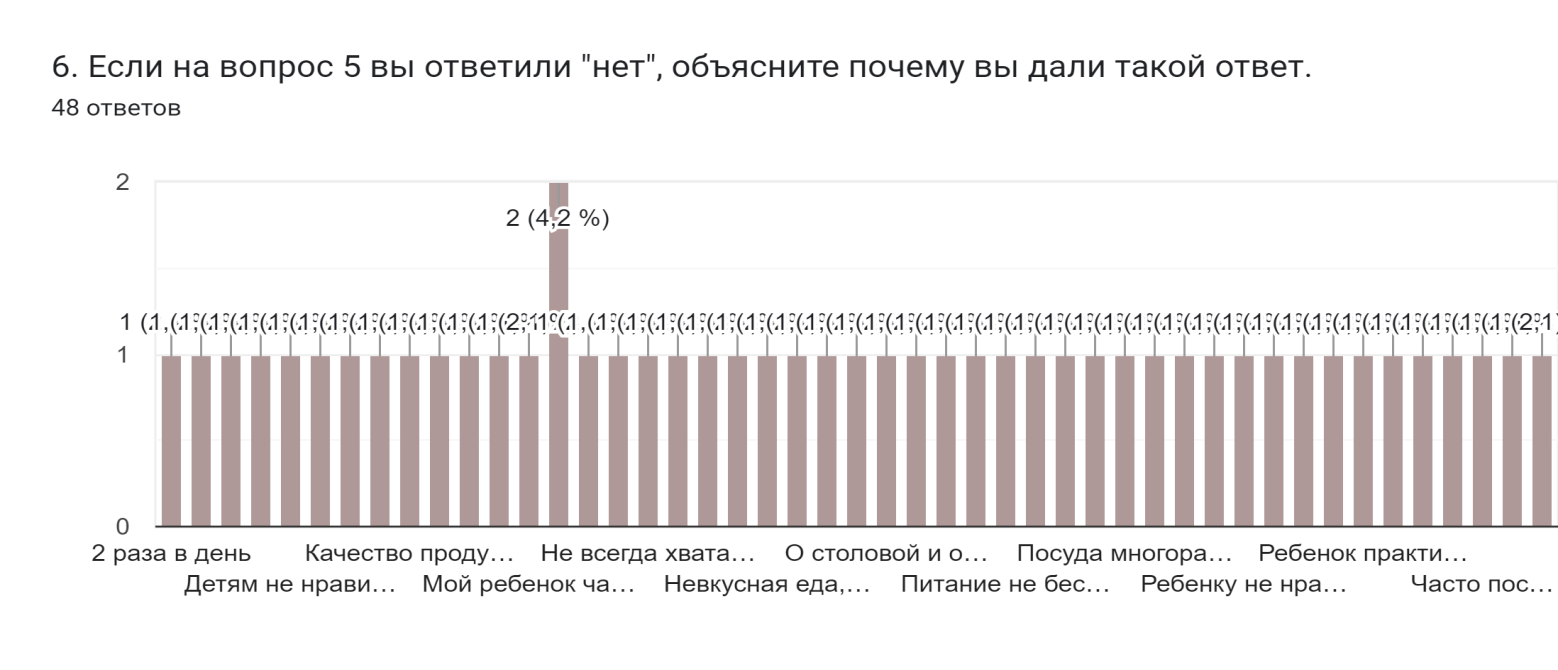 6. Если на вопрос 5 вы ответили "нет", объясните почему вы дали такой ответ.
48 ответов
2
2 (4,2 %)
1
0
2 раза в день
Качество проду…
Не всегда хвата…
О столовой и о…
Посуда многора…
Ребенок практи…
Детям не нрави…
Мой ребенок ча…
Невкусная еда,…
Питание не бес…
Ребенку не нра…
Часто пос…